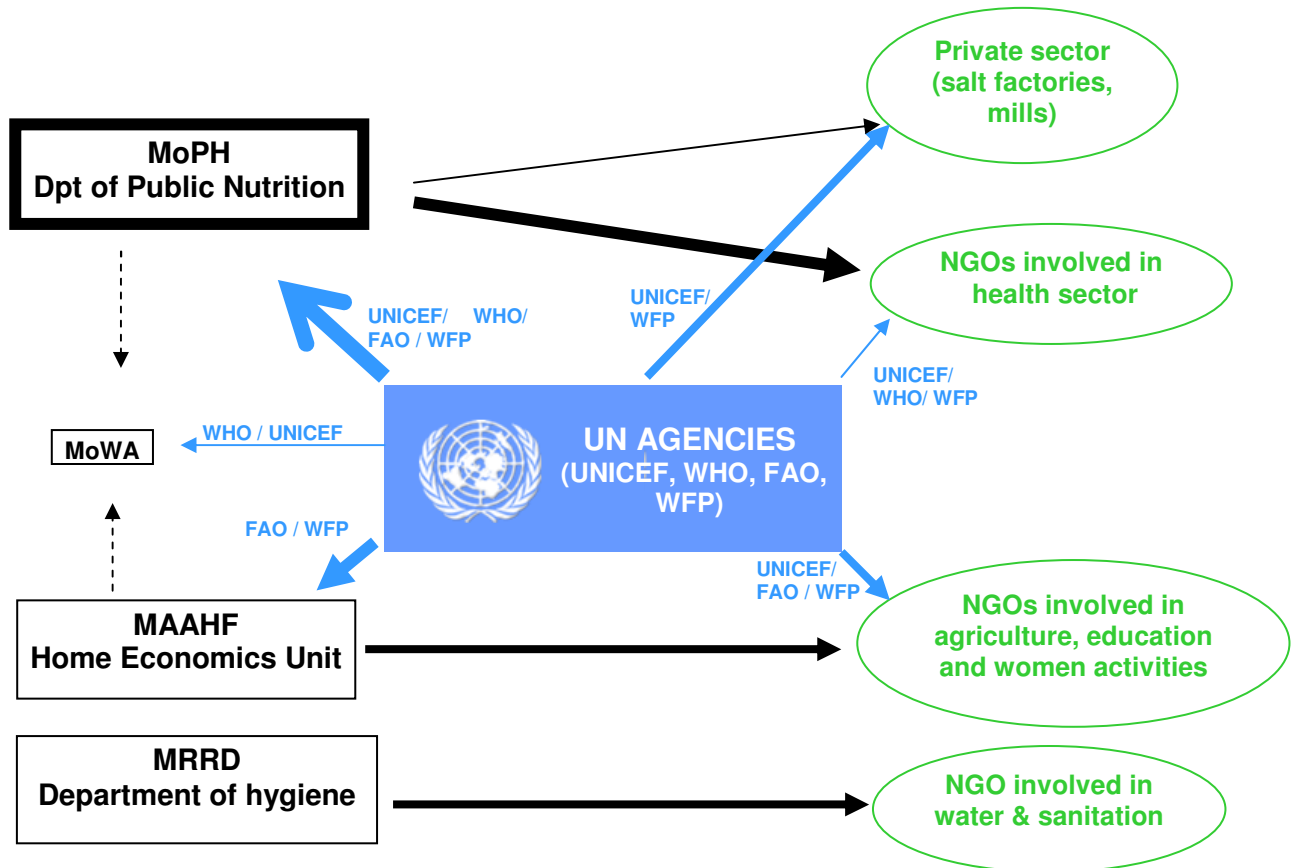 Private sector
(salt factories,
mills)
MoPH
Dpt of Public Nutrition
NGOs involved in
health sector
UNICEF/ WHO/
FAO / WFP
UNICEF/
WFP
UNICEF/
WHO/ WFP
MoWA
WHO / UNICEF
UN AGENCIES
(UNICEF, WHO, FAO,
WFP)
FAO / WFP
UNICEF/
FAO / WFP
MAAHF
Home Economics Unit
NGOs involved in
agriculture, education
and women activities
MRRD
Department of hygiene
NGO involved in
water & sanitation